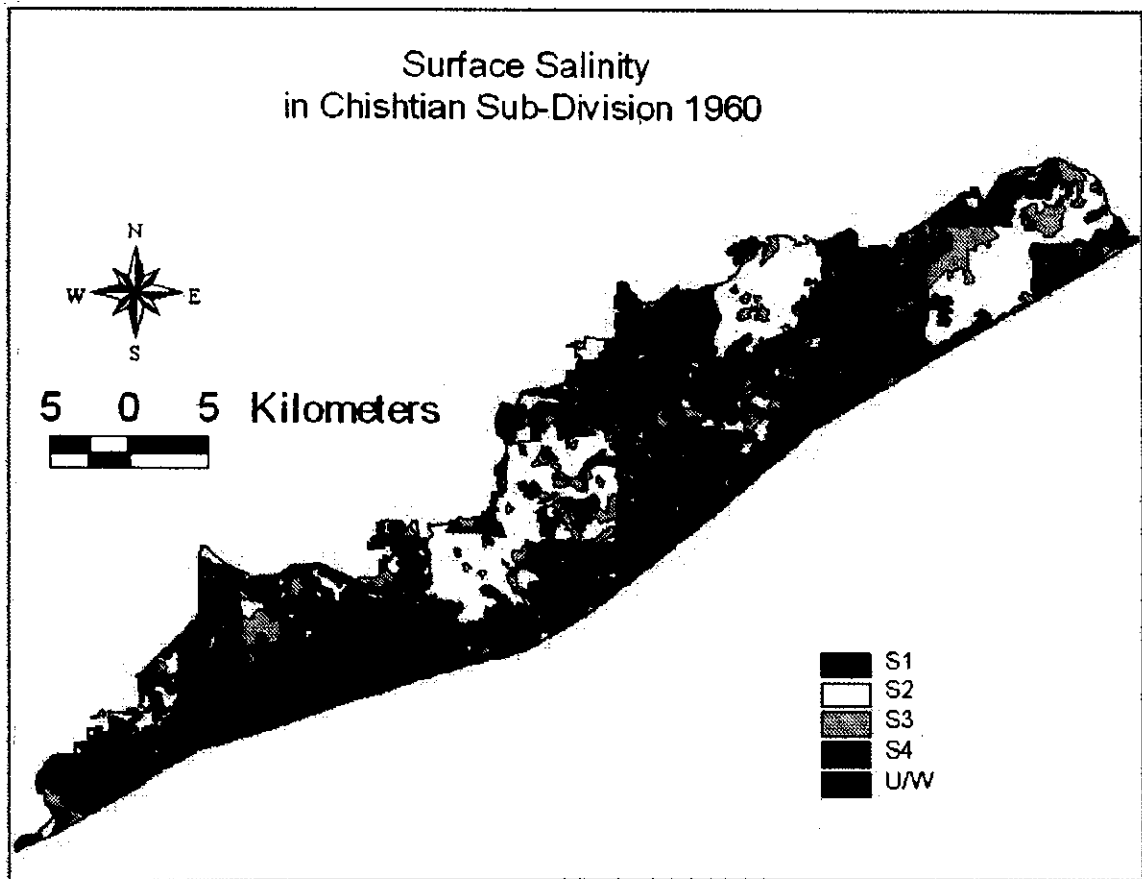 Surface Salinity
in Chishtian Sub-Division 1960
N
W E
S
5 0 5 Kilometers
S1
S2
S3
S4
U/W